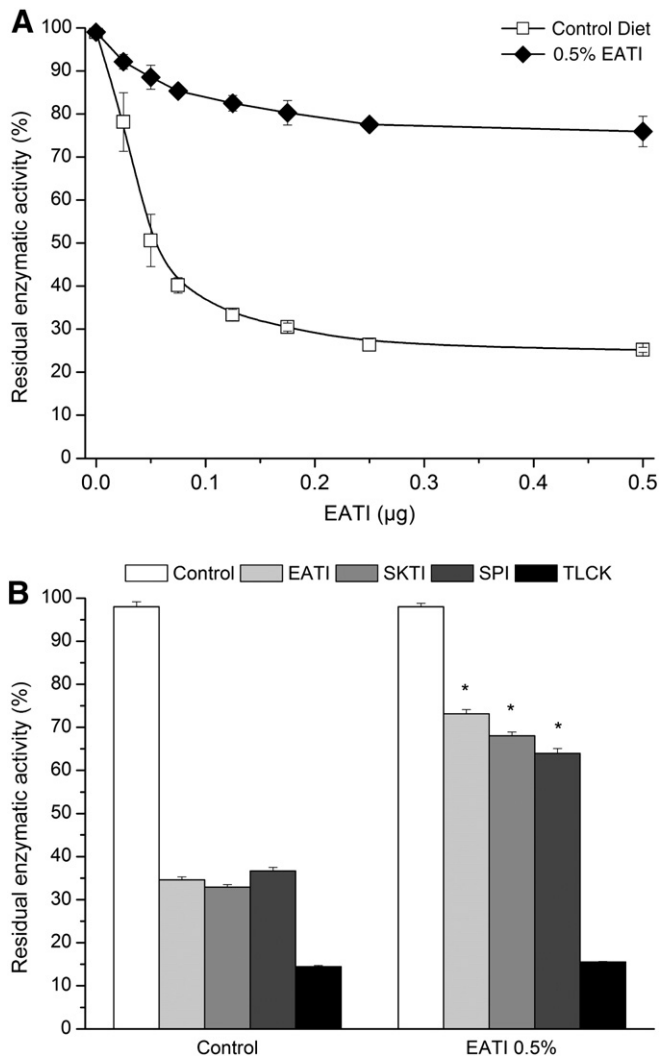 A
Control Diet
0.5% EATI
100
90
80
70
60
50
40
30
20
10
0
Residual enzymatic activity (%)
0.0 0.1 0.2 0.3 0.4 0.5
EATI (µg)
B
Control EATI SKTI SPI TLCK
100
90
80
70
60
50
40
30
20
10
0
Residual enzymatic activity (%)
* * *
Control EATI 0.5%